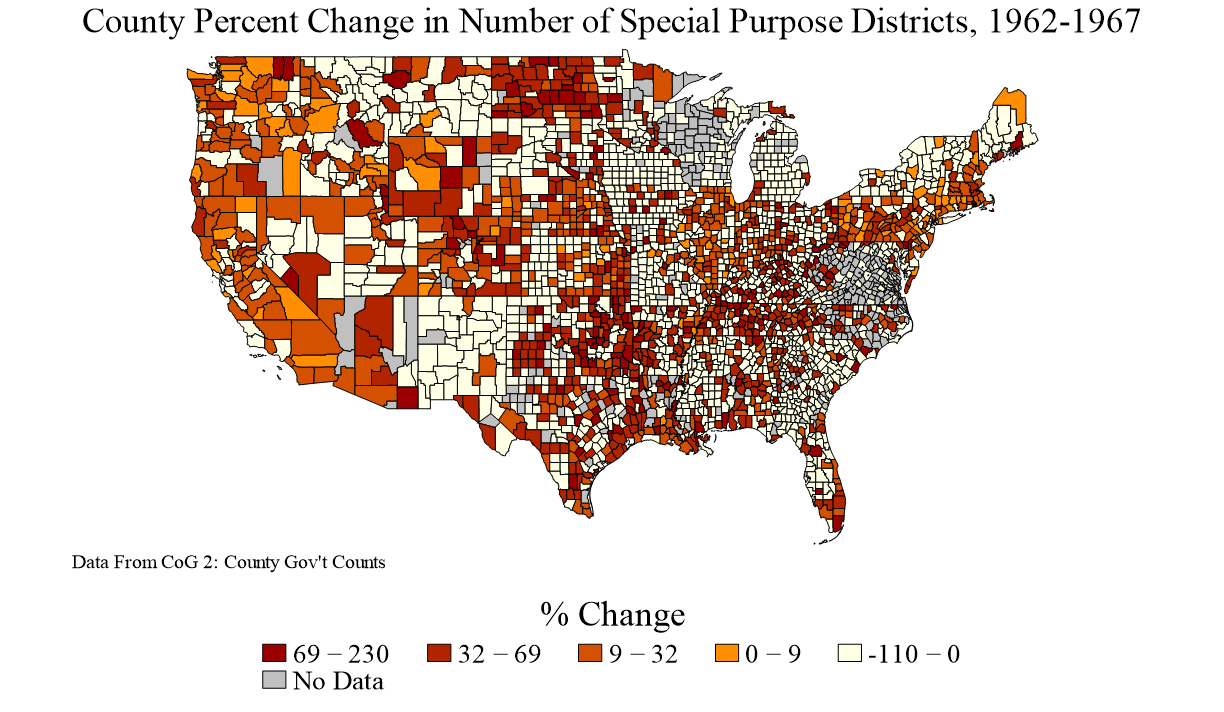 County Percent Change in Number of Special Purpose Districts, 1962-1967
Data From CoG 2: County Gov't Counts
% Change
69 – 230 32 – 69 9 – 32 0 – 9 -110 – 0
No Data